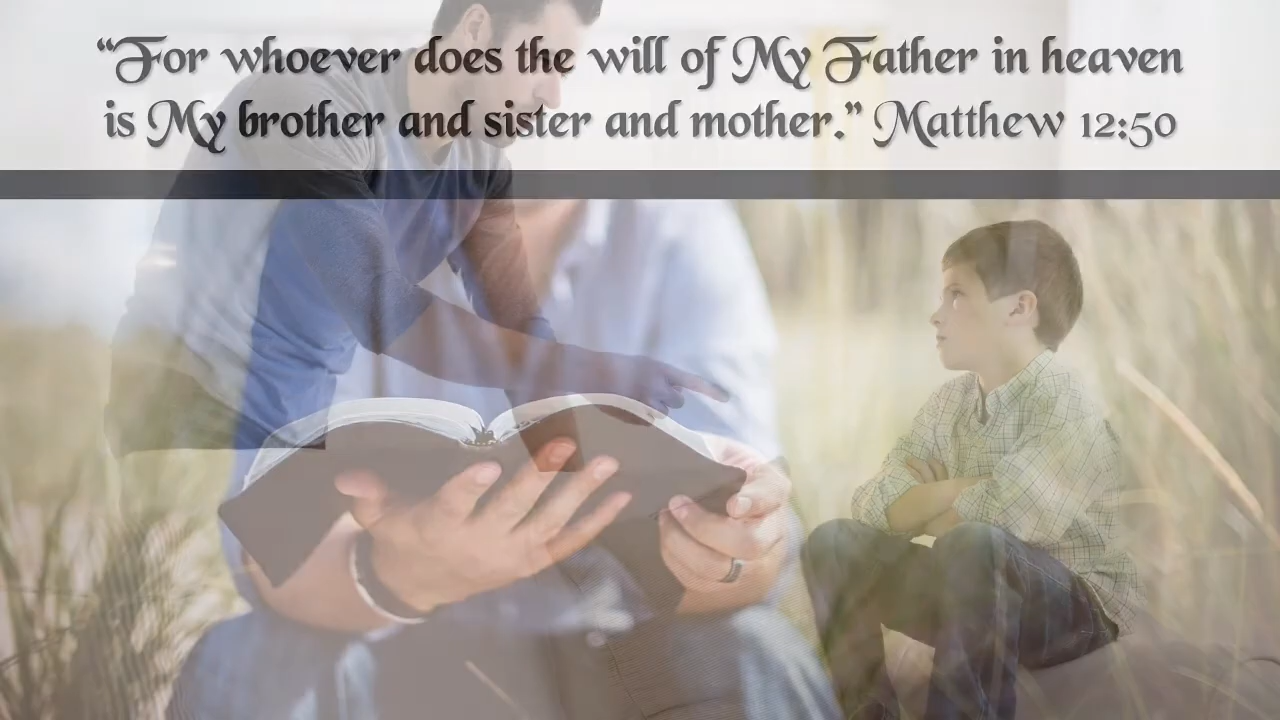 “For whoever does the will of My Father in heaven
is My brother and sister and mother.” Matthew 12:50